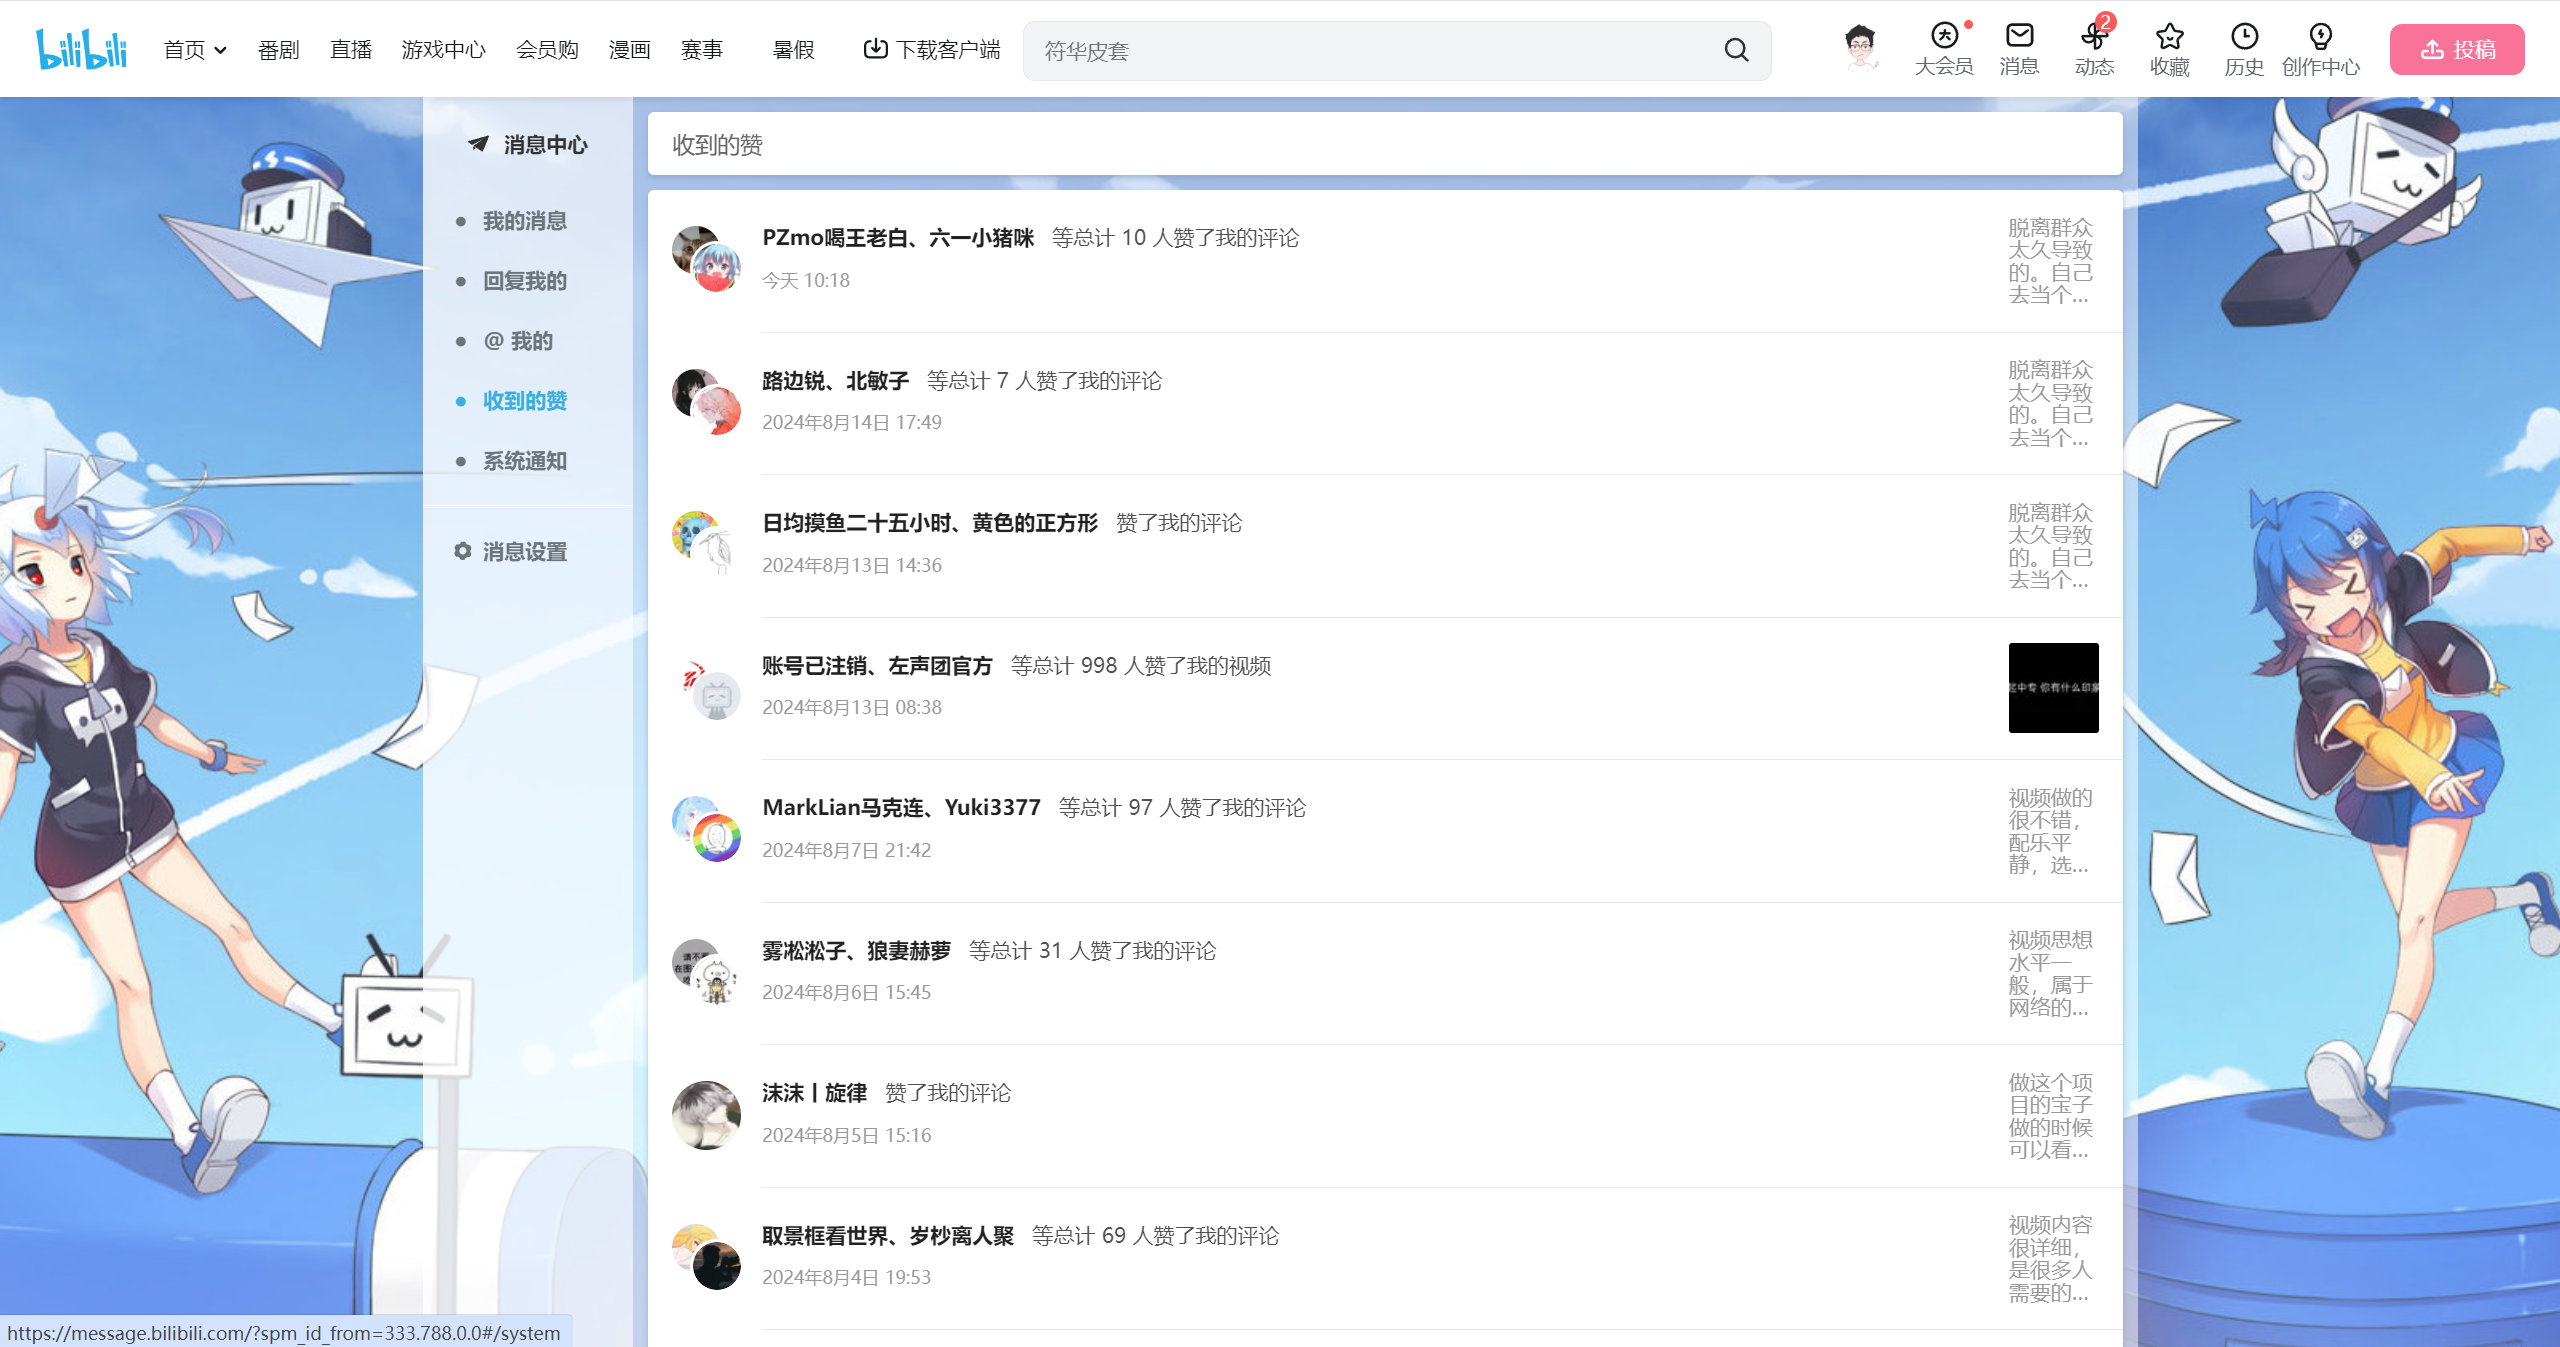 bilibili
首页 番剧 直播 游戏中心 会员购 漫画 赛事 暑假 下载客户端
符华皮套
大会员 消息 动态 2 收藏 历史 创作中心 投稿
消息中心
我的消息
回复我的
@ 我的
收到的赞
系统通知
消息设置
收到的赞
PZmo喝王老白、六一小猪咪 等总计 10 人赞了我的评论
今天 10:18
脱离群众
太久导致
的。自己
去当个...
路边锐、北敏子 等总计 7 人赞了我的评论
2024年8月14日 17:49
脱离群众
太久导致
的。自己
去当个...
日均摸鱼二十五小时、黄色的正方形 赞了我的评论
2024年8月13日 14:36
脱离群众
太久导致
的。自己
去当个...
账号已注销、左声团官方 等总计 998 人赞了我的视频
2024年8月13日 08:38
中专 你有什么印象
MarkLian马克连、Yuki3377 等总计 97 人赞了我的评论
2024年8月7日 21:42
视频做的
很不错，
配乐平
静，选...
雾凇淞子、狼妻赫萝 等总计 31 人赞了我的评论
2024年8月6日 15:45
视频思想
水平一
般，属于
网络的...
沫沫丨旋律 赞了我的评论
2024年8月5日 15:16
做这个项
目的宝子
做的时候
可以看...
取景框看世界、岁杪离人聚 等总计 69 人赞了我的评论
2024年8月4日 19:53
视频内容
很详细，
是很多人
需要的...
https://message.bilibili.com/?spm_id_from=333.788.0.0#/system